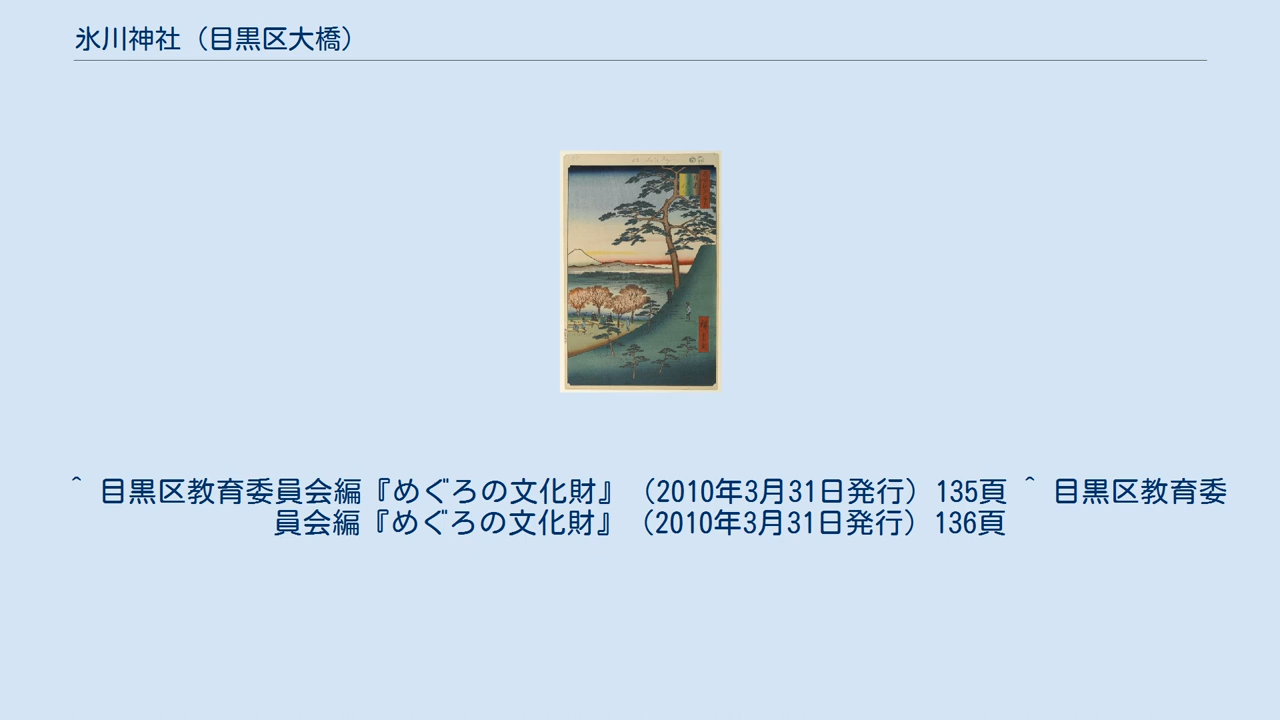 氷川神社（目黒区大橋）
^ 目黒区教育委員会編『めぐろの文化財』（2010年3月31日発行）135頁 ^ 目黒区教育委
員会編『めぐろの文化財』（2010年3月31日発行）136頁